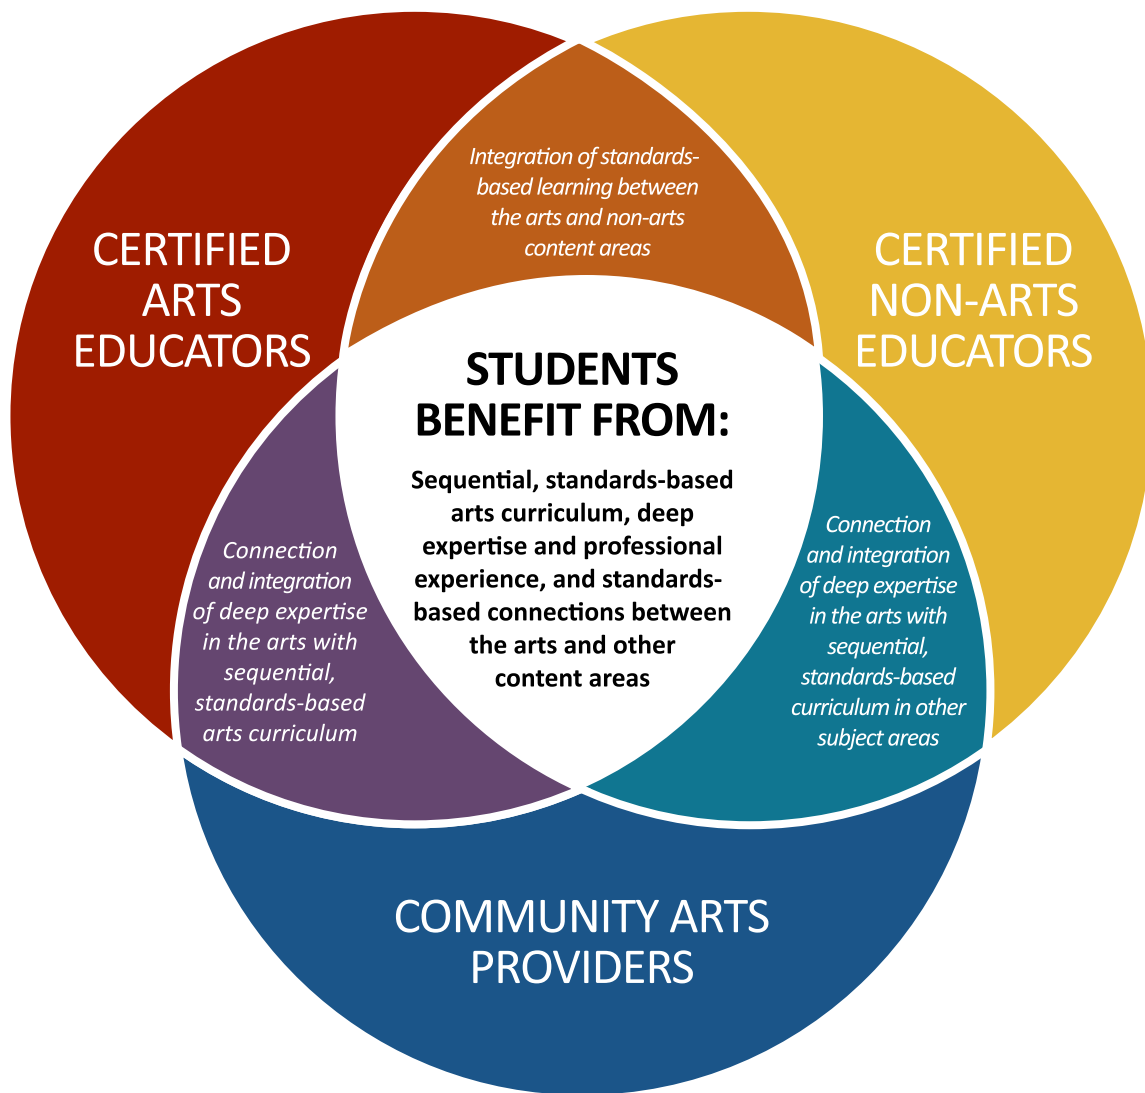 Integration of standards-
based learning between
the arts and non-arts
content areas
CERTIFIED
ARTS
EDUCATORS
CERTIFIED
NON-ARTS
EDUCATORS
STUDENTS
BENEFIT FROM:
Sequential, standards-based
arts curriculum, deep
expertise and professional
experience, and standards-
based connections between
the arts and other
content areas
Connection
and integration
of deep expertise
in the arts with
sequential,
standards-based
arts curriculum
Connection
and integration
of deep expertise
in the arts with
sequential,
standards-based
curriculum in other
subject areas
COMMUNITY ARTS
PROVIDERS